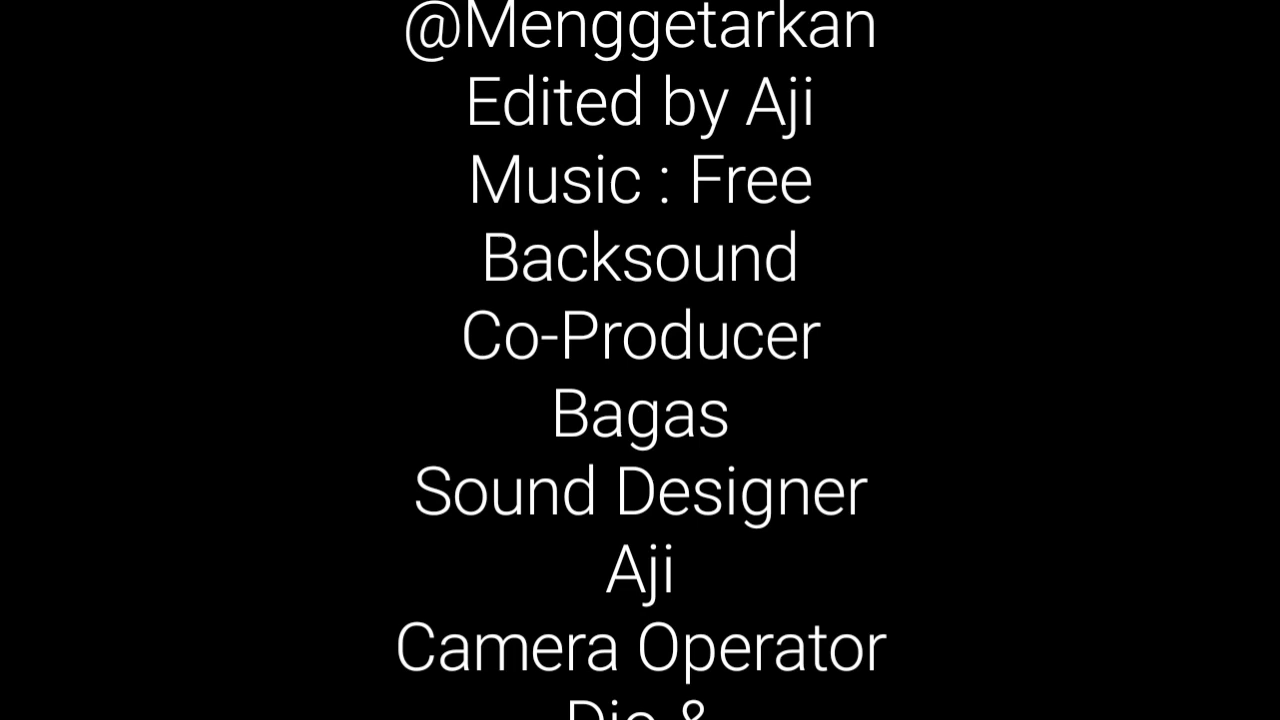 @Menggetarkan
Edited by Aji
Music : Free
Backsound
Co-Producer
Bagas
Sound Designer
Aji
Camera Operator
&